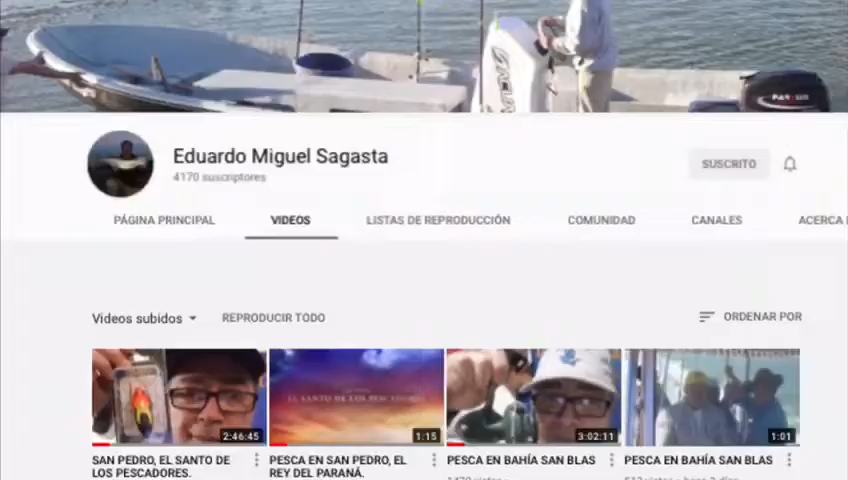 Eduardo Miguel Sagasta
4170 suscriptores
SUSCRITO
PÁGINA PRINCIPAL VIDEOS LISTAS DE REPRODUCCIÓN COMUNIDAD CANALES ACERCA
Videos subidos REPRODUCIR TODO ORDENAR POR
EL SANTO DE LOS PESCADORES
2:46:45 1:15 3:02:11 1:01
SAN PEDRO, EL SANTO DE
LOS PESCADORES.
PESCA EN SAN PEDRO, EL
REY DEL PARANÁ.
PESCA EN BAHÍA SAN BLAS
PESCA EN BAHÍA SAN BLAS